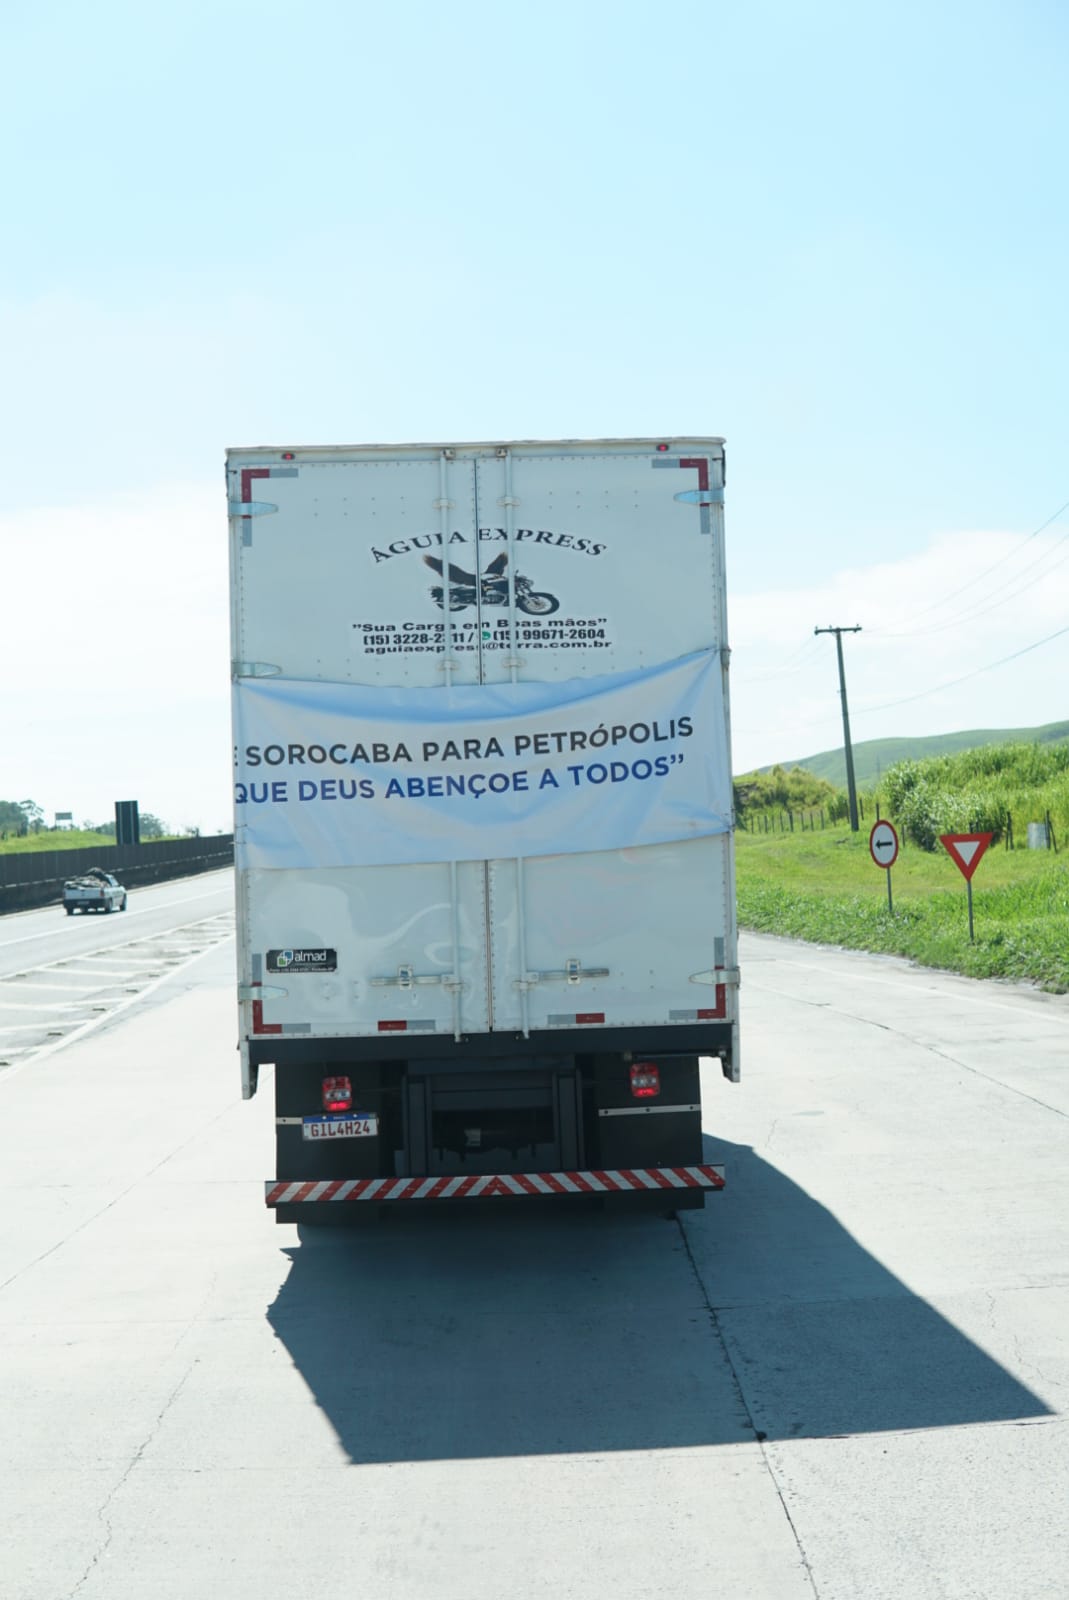 ÁGUIA EXPRESS
"Sua Carga em Boas mãos"
(15) 3228-2311 / (15) 99671-2604
aguiaexpress@terra.com.br
E SOROCABA PARA PETRÓPOLIS
QUE DEUS ABENÇOE A TODOS”
almad
GIL4H24